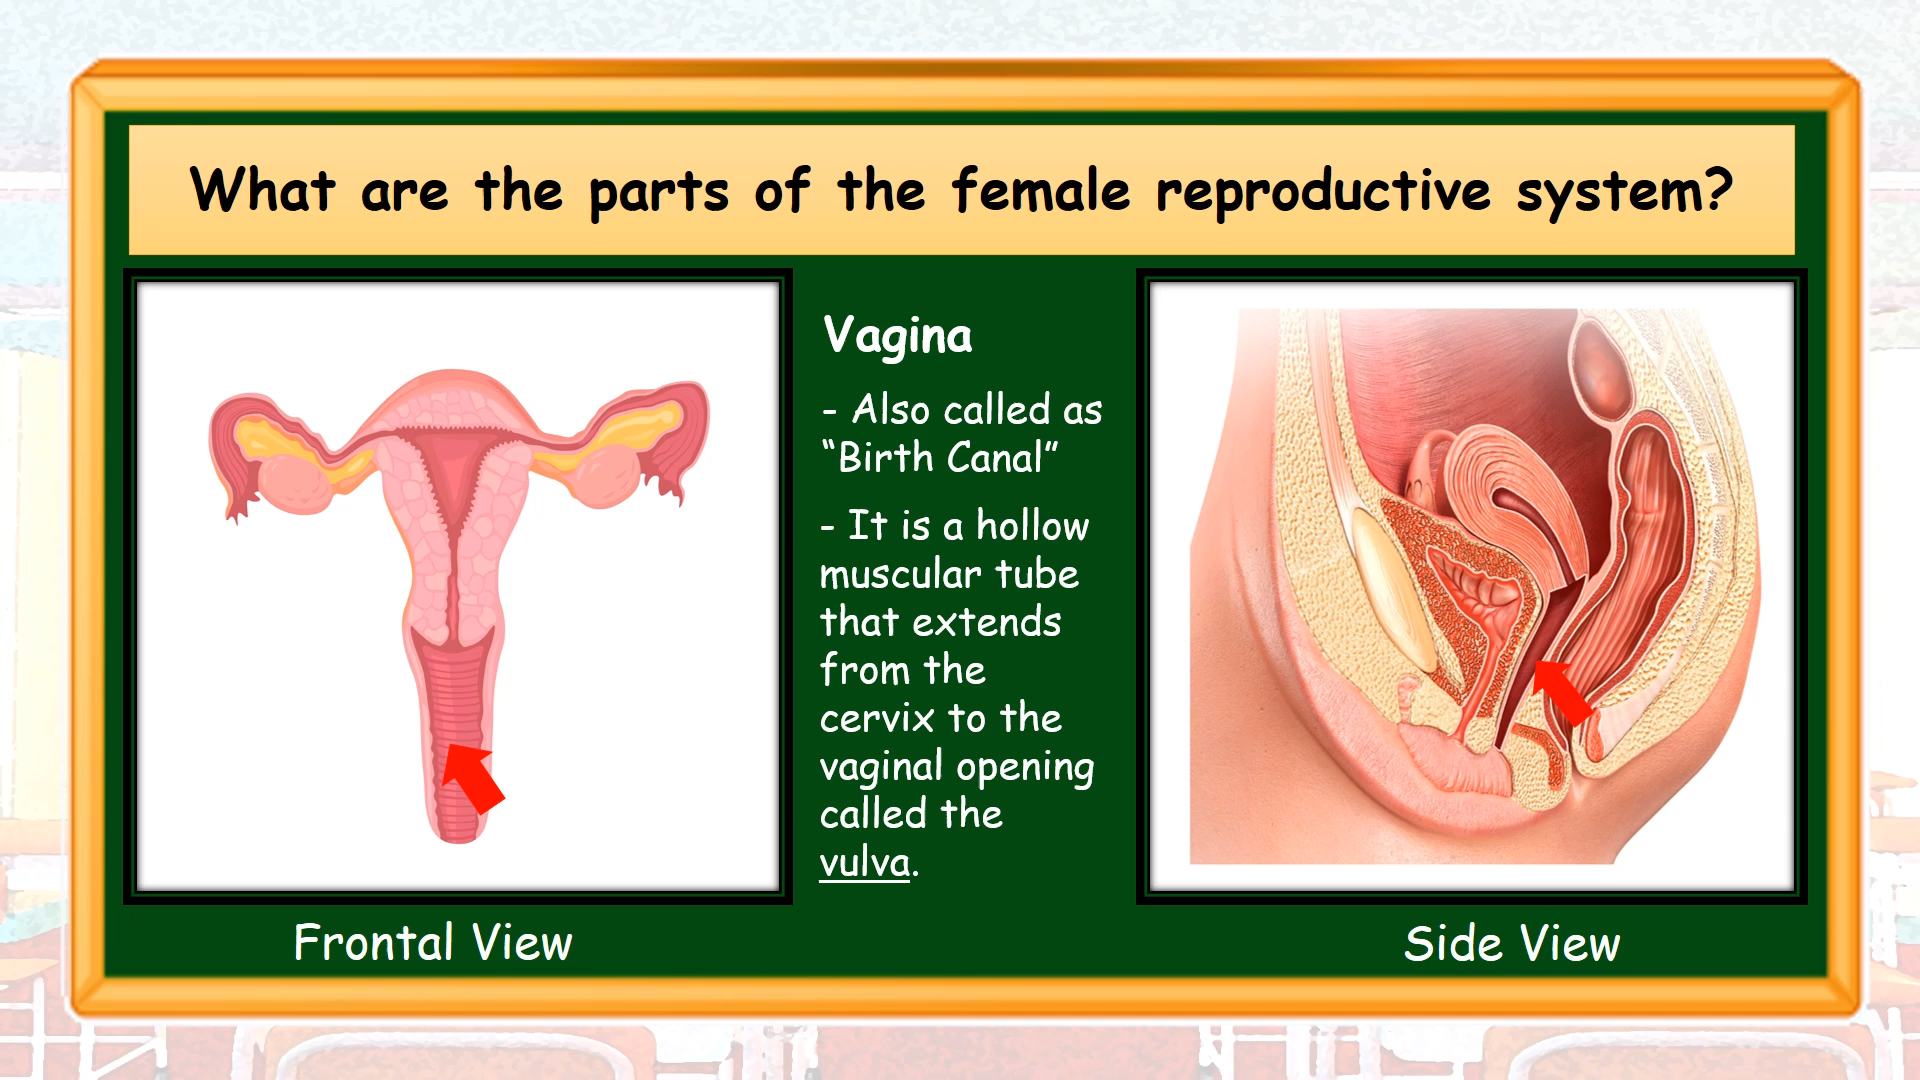 What are the parts of the female reproductive system?
Vagina
- Also called as
“Birth Canal”
- It is a hollow
muscular tube
that extends
from the
cervix to the
vaginal opening
called the
vulva.
Frontal View
Side View